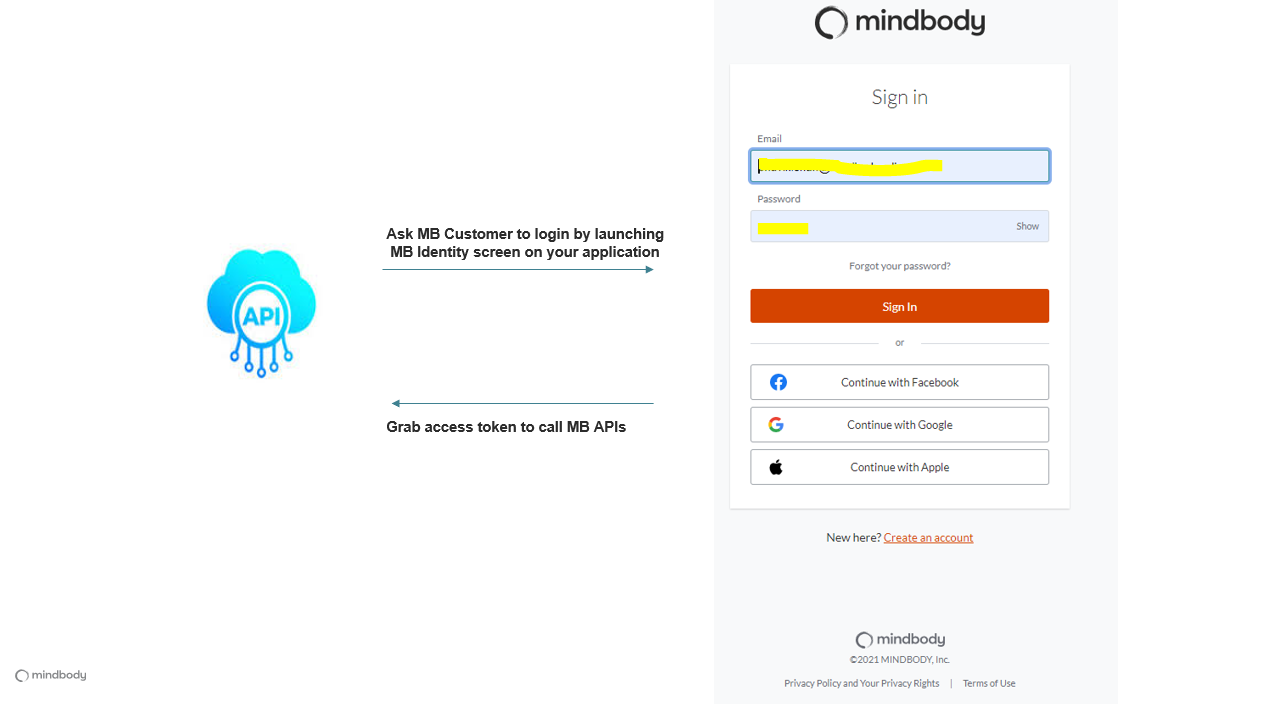 mindbody
Sign in
Email
Password
Show
Forgot your password?
Sign In
or
Continue with Facebook
Continue with Google
Continue with Apple
New here? Create an account
mindbody
©2021 MINDBODY, Inc.
Privacy Policy and Your Privacy Rights | Terms of Use
Ask MB Customer to login by launching
MB Identity screen on your application
API
Grab access token to call MB APIs
mindbody